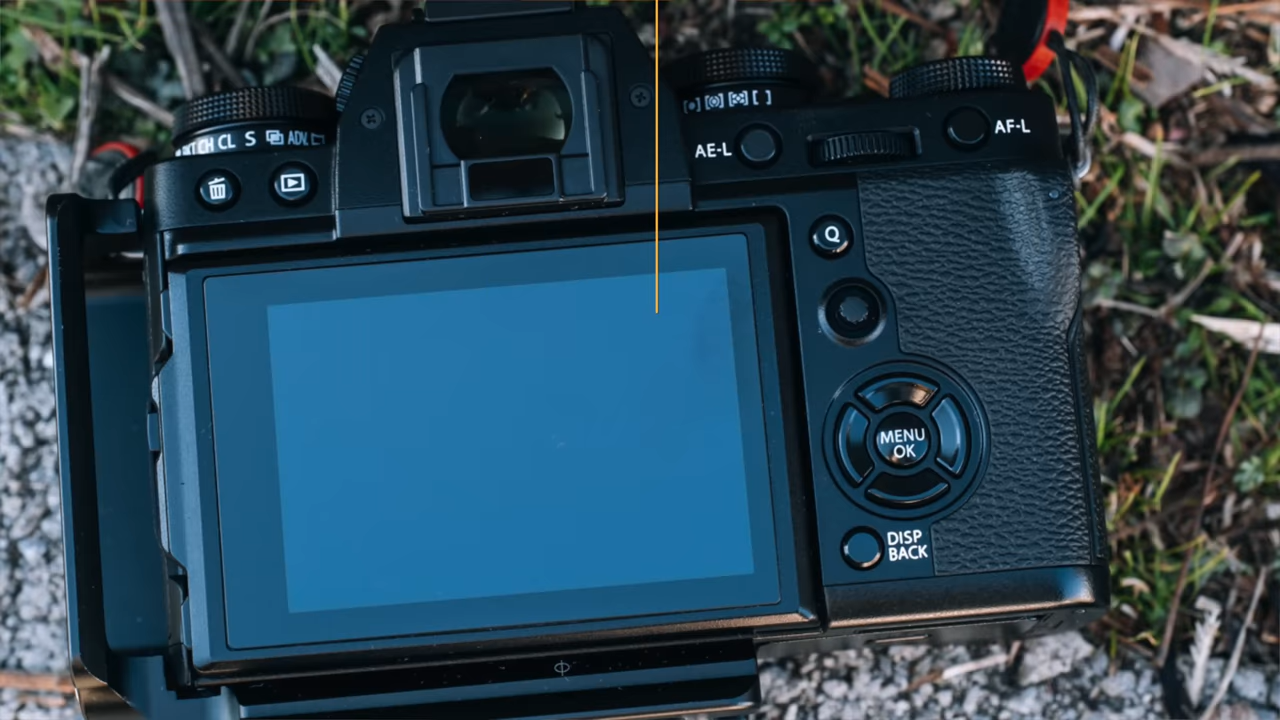 CH CL S ADV.
AE-L
AF-L
Q
MENU
OK
DISP
BACK